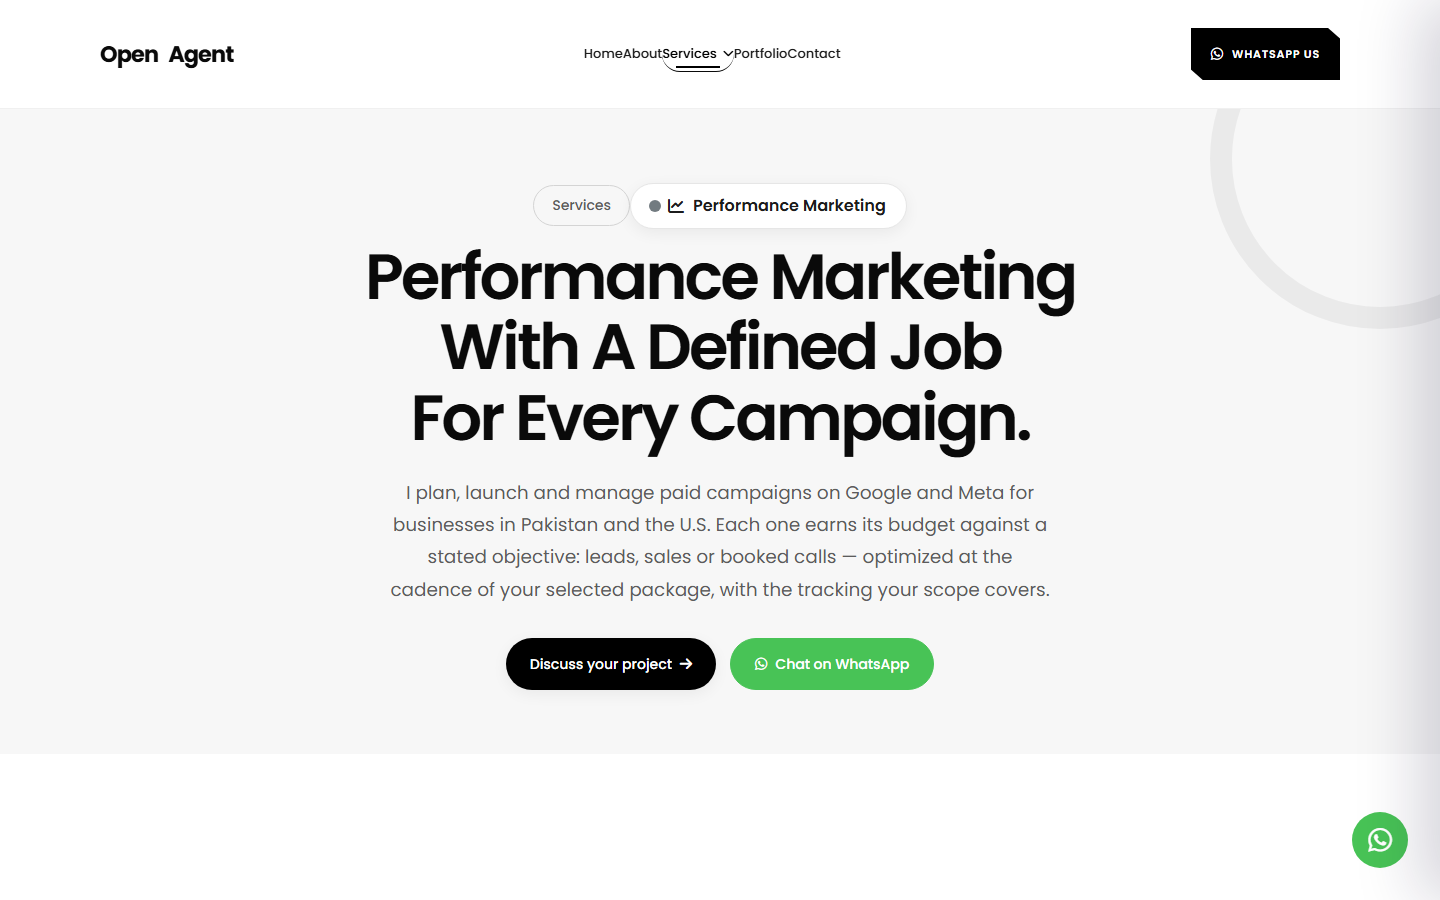 Open Agent
Home About Services Portfolio Contact
WHATSAPP US
Services
Performance Marketing
Performance Marketing
With A Defined Job
For Every Campaign.
I plan, launch and manage paid campaigns on Google and Meta for
businesses in Pakistan and the U.S. Each one earns its budget against a
stated objective: leads, sales or booked calls — optimized at the
cadence of your selected package, with the tracking your scope covers.
Discuss your project
Chat on WhatsApp